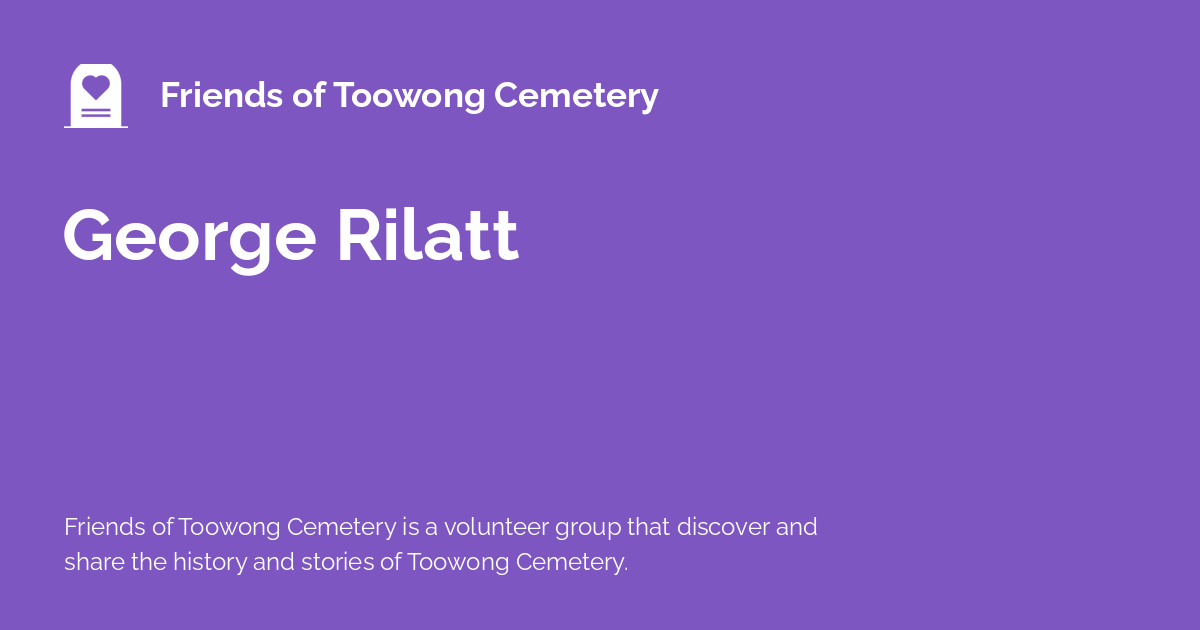 Friends of Toowong Cemetery
George Rilatt
Friends of Toowong Cemetery is a volunteer group that discover and
share the history and stories of Toowong Cemetery.